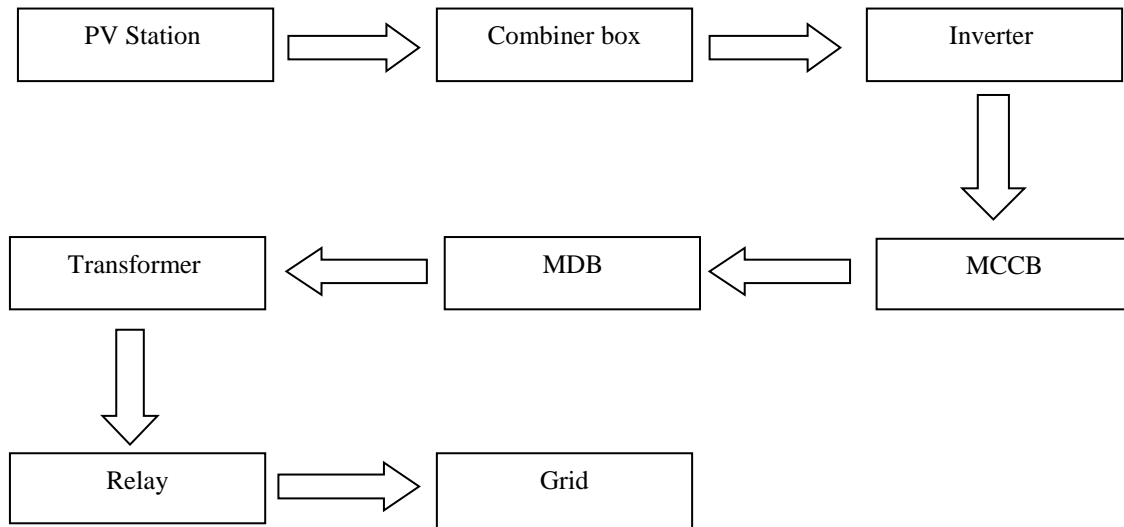 PV Station
Combiner box
Inverter
MCCB
MDB
Transformer
Relay
Grid